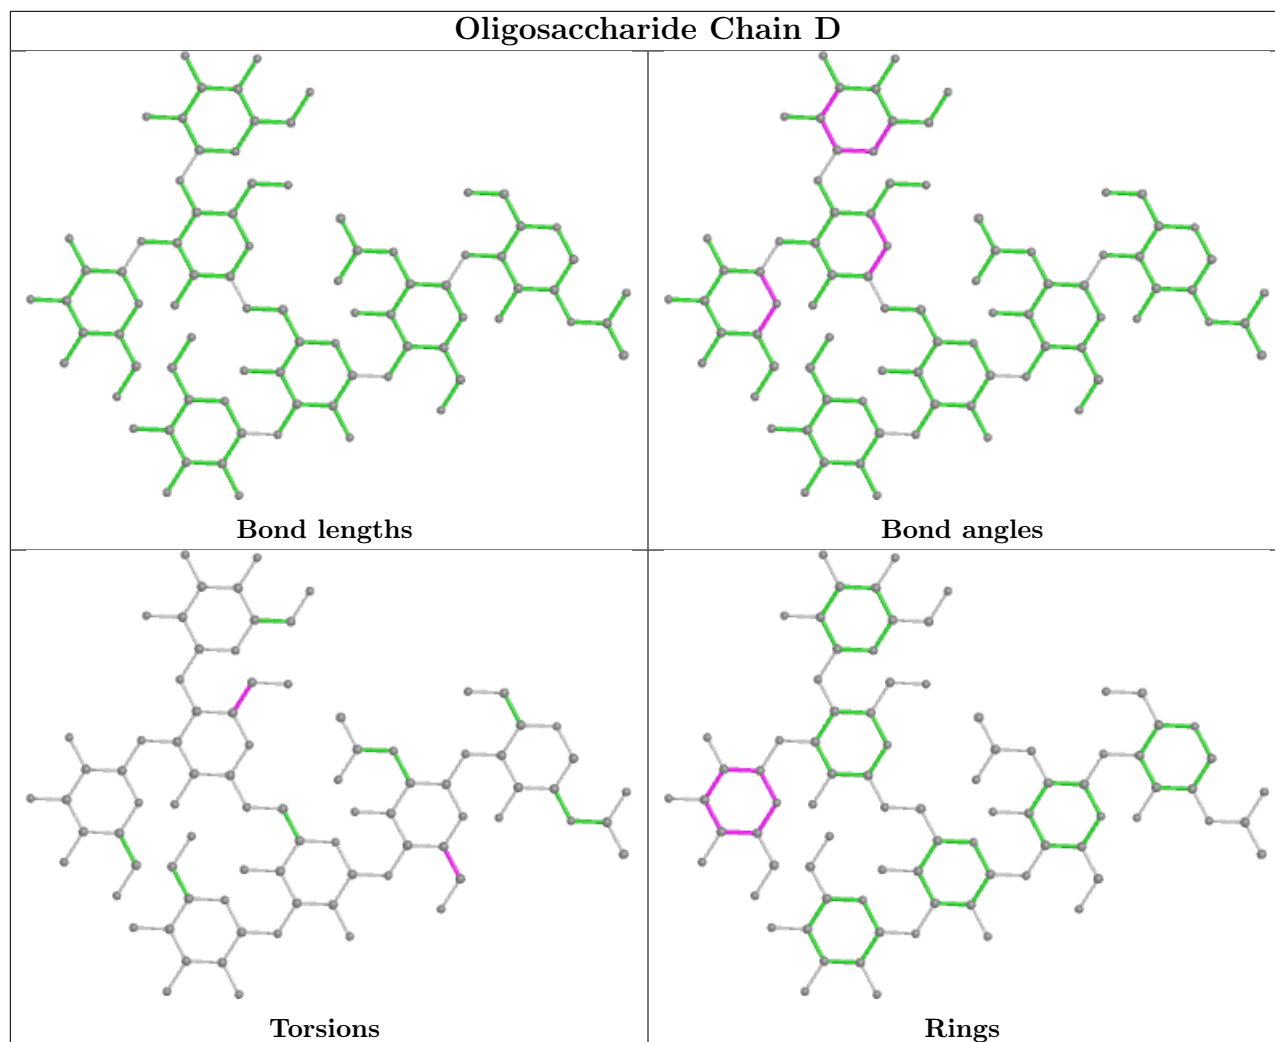 Oligosaccharide Chain D
Bond lengths
Bond angles
Torsions
Rings